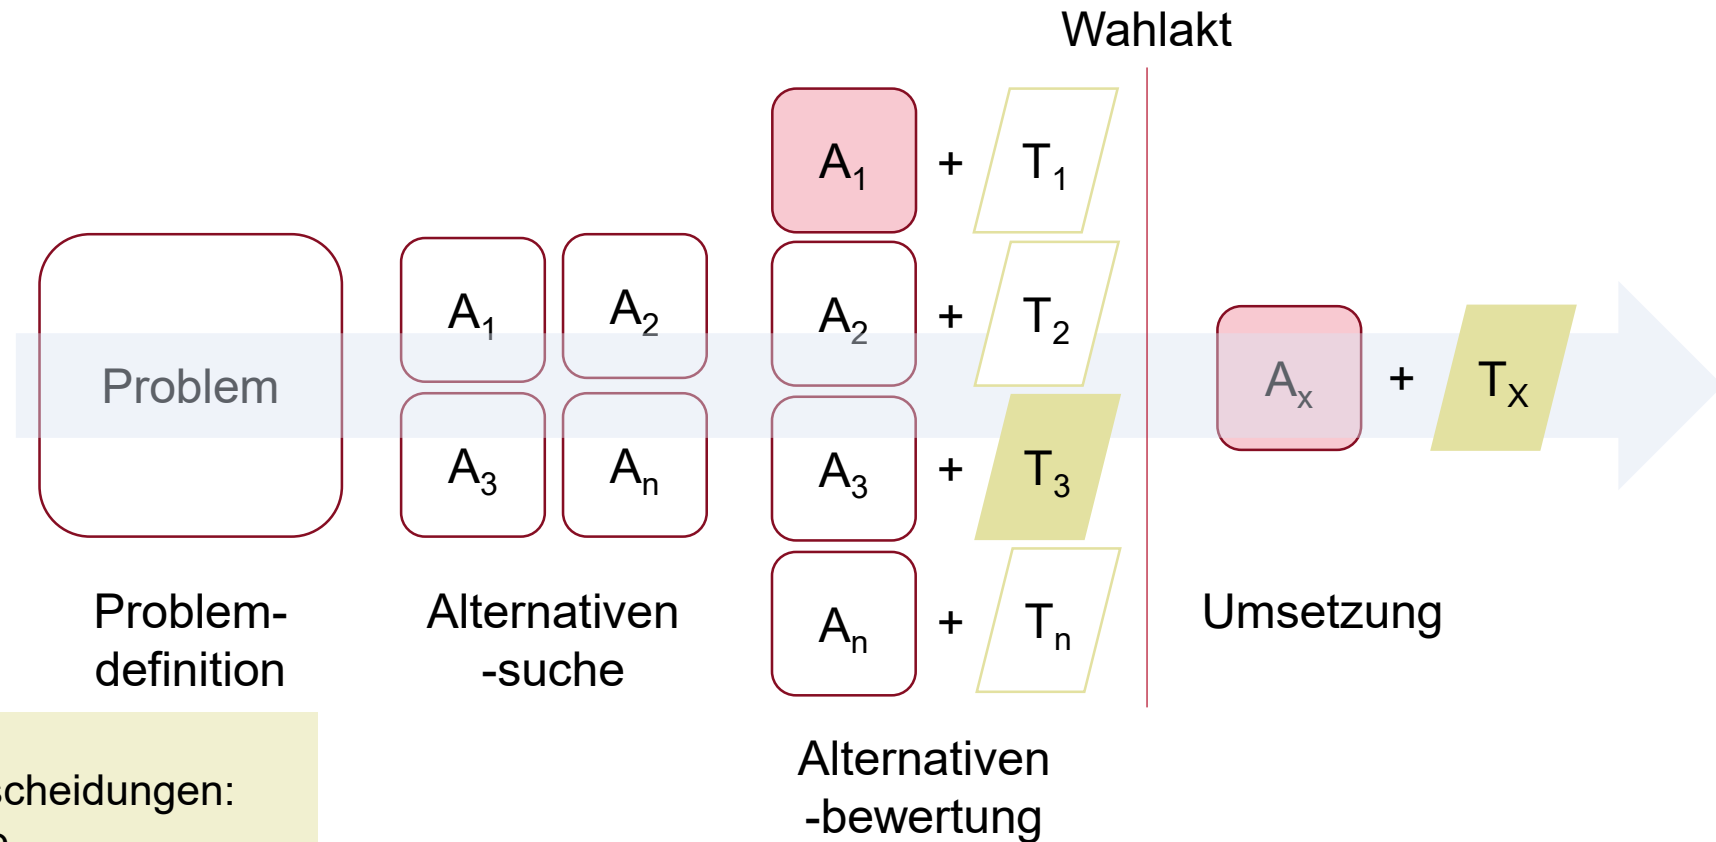 Wahlakt
A1 + T1
Problem
A1 A2
A2 + T2
Ax + TX
A3 An
A3 + T3
Problem-
definition
Alternativen
-suche
An + Tn
Umsetzung
Alternativen
-bewertung
scheidungen: